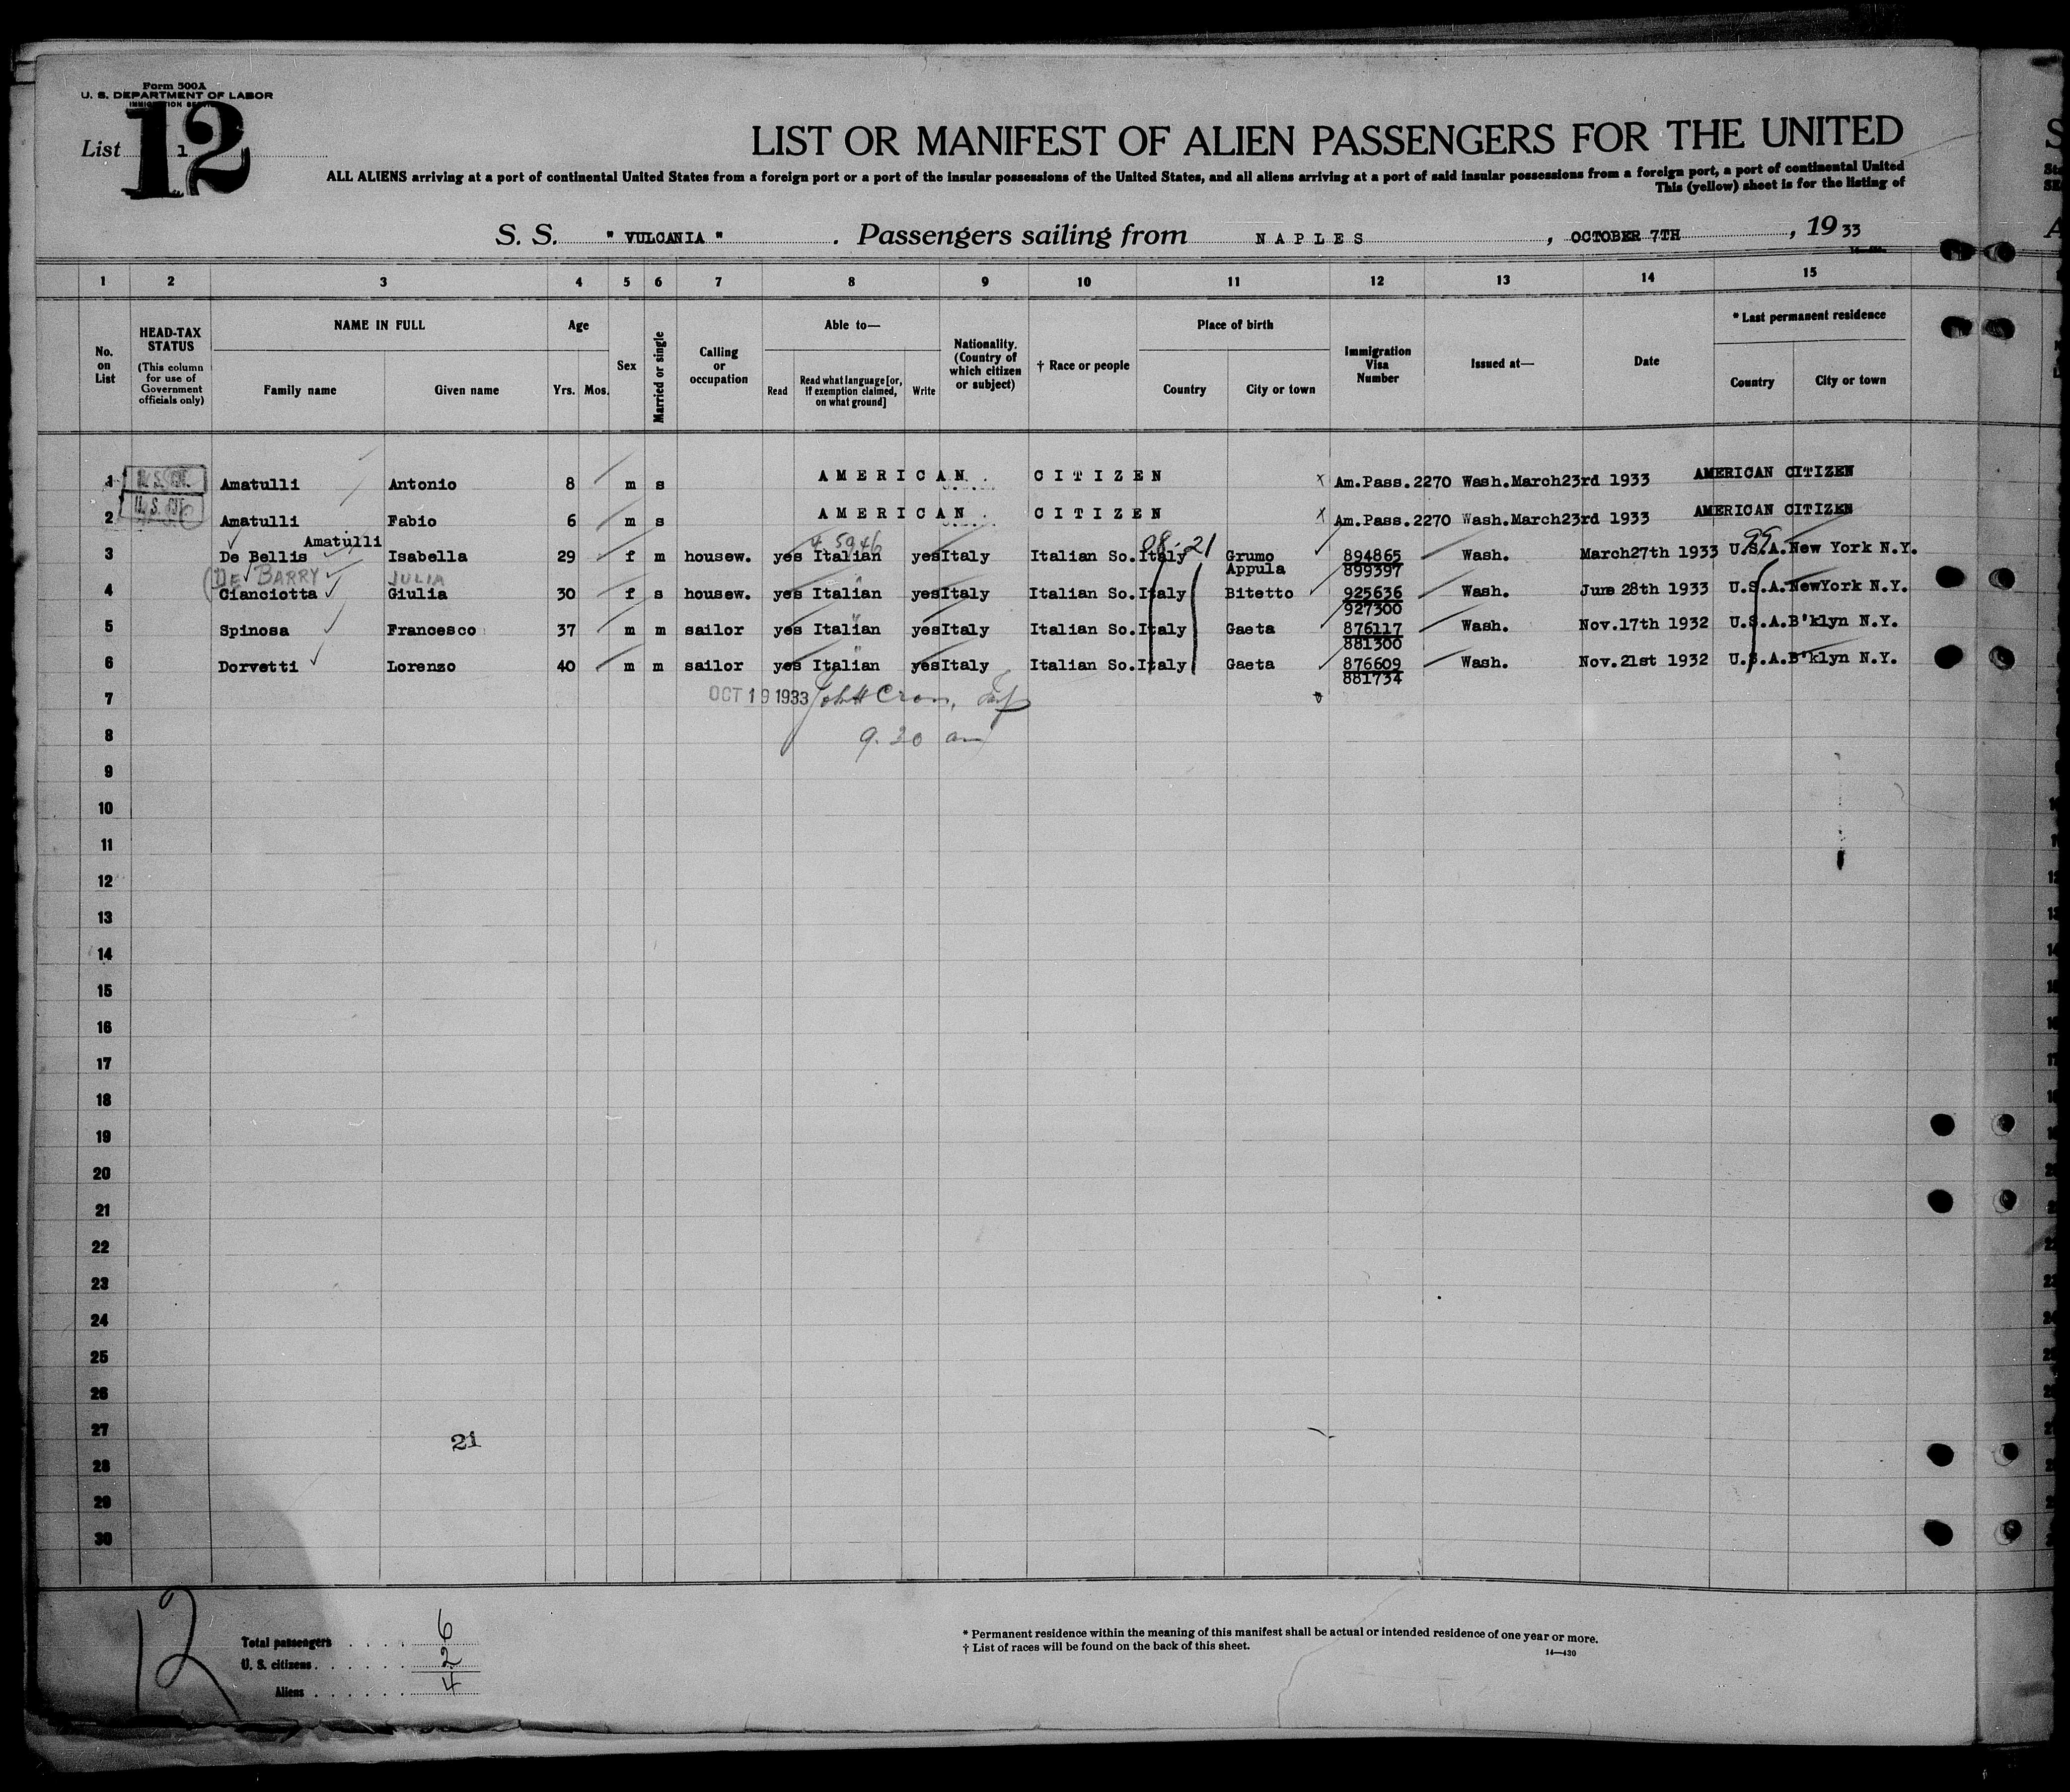 Form 500A
U. S. DEPARTMENT OF LABOR
IMMIGRATION SERVICE
List 1
12
LIST OR MANIFEST OF ALIEN PASSENGERS FOR THE UNITED
ALL ALIENS arriving at a port of continental United States from a foreign port or a port of the insular possessions of the United States, and all aliens arriving at a port of said insular possessions from a foreign port, a port of continental United
This (yellow) sheet is for the listing of
S. S. " VULCANIA " . Passengers sailing from NAPLES , OCTOBER 7TH , 19 33
1 2 3 4 5 6 7 8 9 10 11 12 13 14 15
No. on List
HEAD-TAX STATUS
(This column for use of Government officials only)
NAME IN FULL
Family name Given name
Age
Yrs. Mos.
Sex
Married or single
Calling or occupation
Able to—
Read Read what language [or, if exemption claimed, on what ground] Write
Nationality. (Country of which citizen or subject)
† Race or people
Place of birth
Country City or town
Immigration Visa Number
Issued at—
Date
* Last permanent residence
Country City or town
1 U.S. CIT. Amatulli Antonio 8 m s AMERICAN CITIZEN x Am.Pass.2270 Wash.March23rd 1933 AMERICAN CITIZEN
2 U.S. CIT. Amatulli Fabio 6 m s AMERICAN CITIZEN x Am.Pass.2270 Wash.March23rd 1933 AMERICAN CITIZEN
Amatulli 4 5946 08-21 99
3 De Bellis Isabella 29 f m housew. yes Italian yes Italy Italian So. Italy Grumo 894865 Wash. March27th 1933 U.S.A. New York N.Y.
Appula 899397
(DE BARRY JULIA
4 Cianciotta Giulia 30 f s housew. yes Italian yes Italy Italian So. Italy Bitetto 925636 Wash. June 28th 1933 U.S.A. NewYork N.Y.
927300
5 Spinosa Francesco 37 m m sailor yes Italian yes Italy Italian So. Italy Gaeta 876117 Wash. Nov.17th 1932 U.S.A. B'klyn N.Y.
881300
6 Dorvetti Lorenzo 40 m m sailor yes Italian yes Italy Italian So. Italy Gaeta 876609 Wash. Nov.21st 1932 U.S.A. B'klyn N.Y.
881734
7 OCT 19 1933
8 9.30 am
9
10
11
12
13
14
15
16
17
18
19
20
21
22
23
24
25
26
27
21
28
29
30
12
Total passengers 6
U. S. citizens 2
Aliens 4
* Permanent residence within the meaning of this manifest shall be actual or intended residence of one year or more.
† List of races will be found on the back of this sheet.
14—430